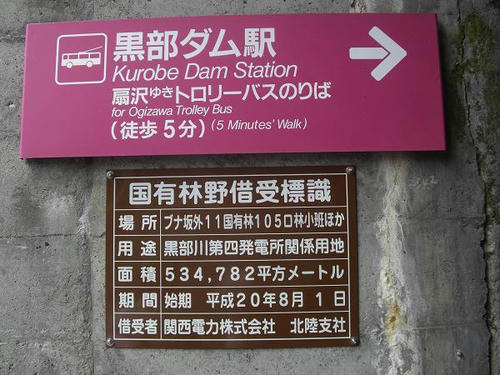 黒部ダム駅
Kurobe Dam Station
扇沢ゆきトロリーバスのりば
for Ogizawa Trolley Bus
(徒歩5分) (5 Minutes' Walk)
国有林野借受標識
場所 ブナ坂外11国有林105ロ林小班ほか
用途 黒部川第四発電所関係用地
面積 534,782平方メートル
期間 始期 平成20年8月1日
借受者 関西電力株式会社 北陸支社